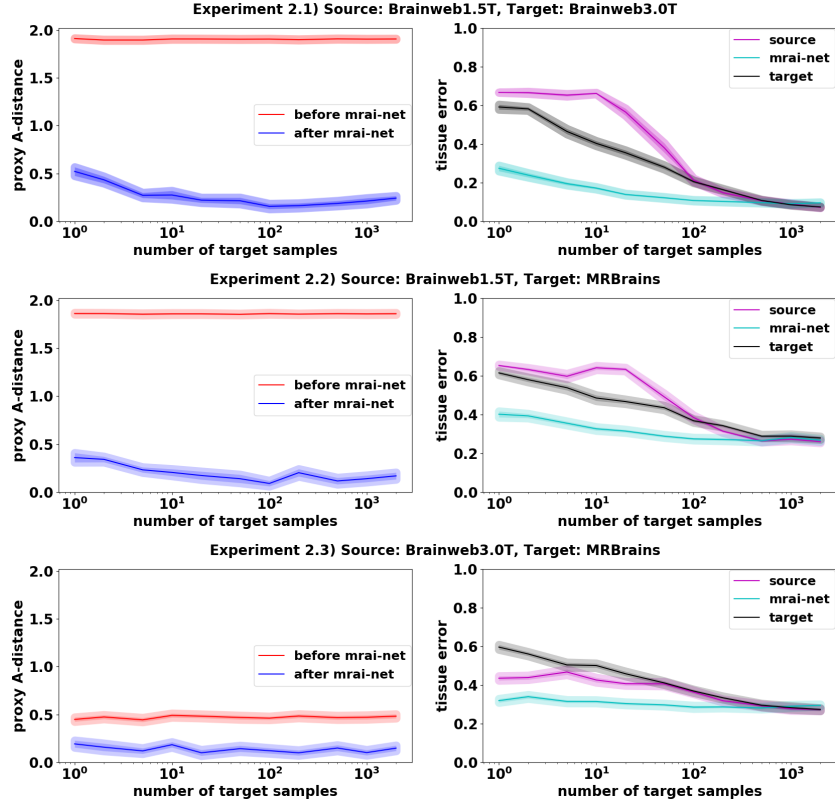 Experiment 2.1) Source: Brainweb1.5T, Target: Brainweb3.0T
2.0
1.5
1.0
0.5
0.0
proxy A-distance
before mrai-net
after mrai-net
10⁰ 10¹ 10² 10³
number of target samples
1.0
0.8
0.6
0.4
0.2
0.0
tissue error
source
mrai-net
target
10⁰ 10¹ 10² 10³
number of target samples
Experiment 2.2) Source: Brainweb1.5T, Target: MRBrains
2.0
1.5
1.0
0.5
0.0
proxy A-distance
before mrai-net
after mrai-net
10⁰ 10¹ 10² 10³
number of target samples
1.0
0.8
0.6
0.4
0.2
0.0
tissue error
source
mrai-net
target
10⁰ 10¹ 10² 10³
number of target samples
Experiment 2.3) Source: Brainweb3.0T, Target: MRBrains
2.0
1.5
1.0
0.5
0.0
proxy A-distance
before mrai-net
after mrai-net
10⁰ 10¹ 10² 10³
number of target samples
1.0
0.8
0.6
0.4
0.2
0.0
tissue error
source
mrai-net
target
10⁰ 10¹ 10² 10³
number of target samples